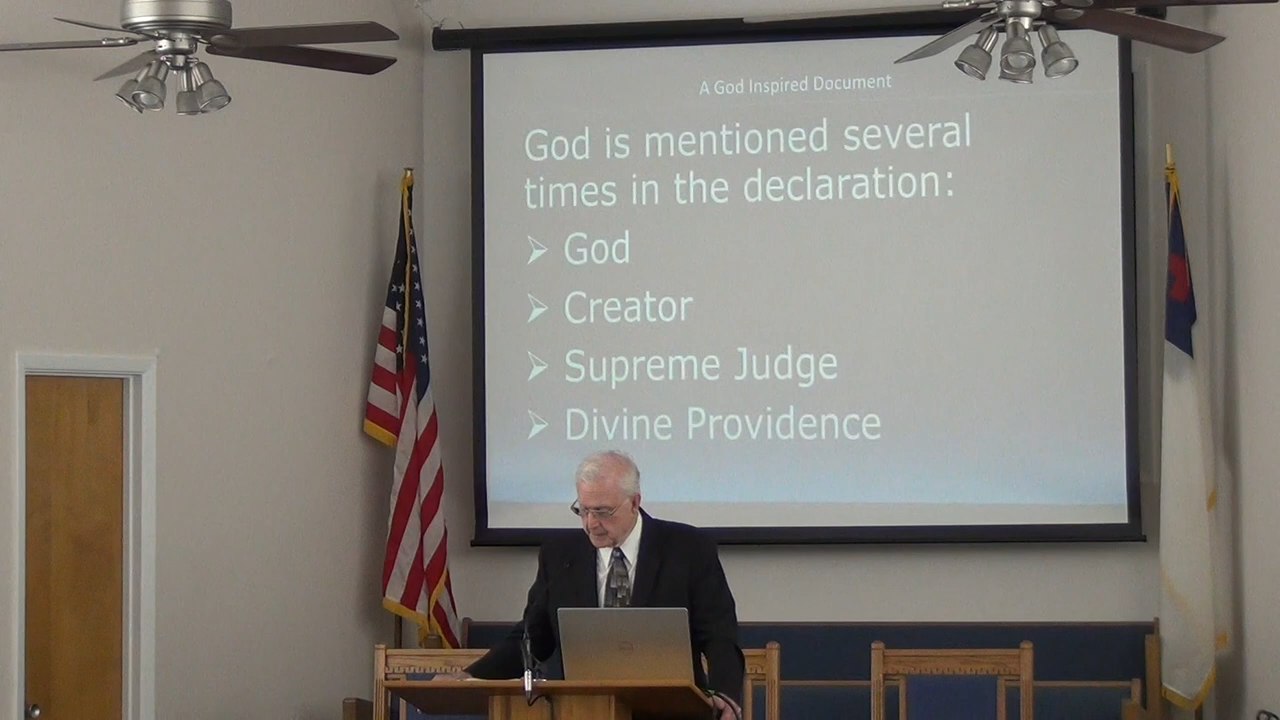 A God Inspired Document
God is mentioned several
times in the declaration:
God
Creator
Supreme Judge
Divine Providence